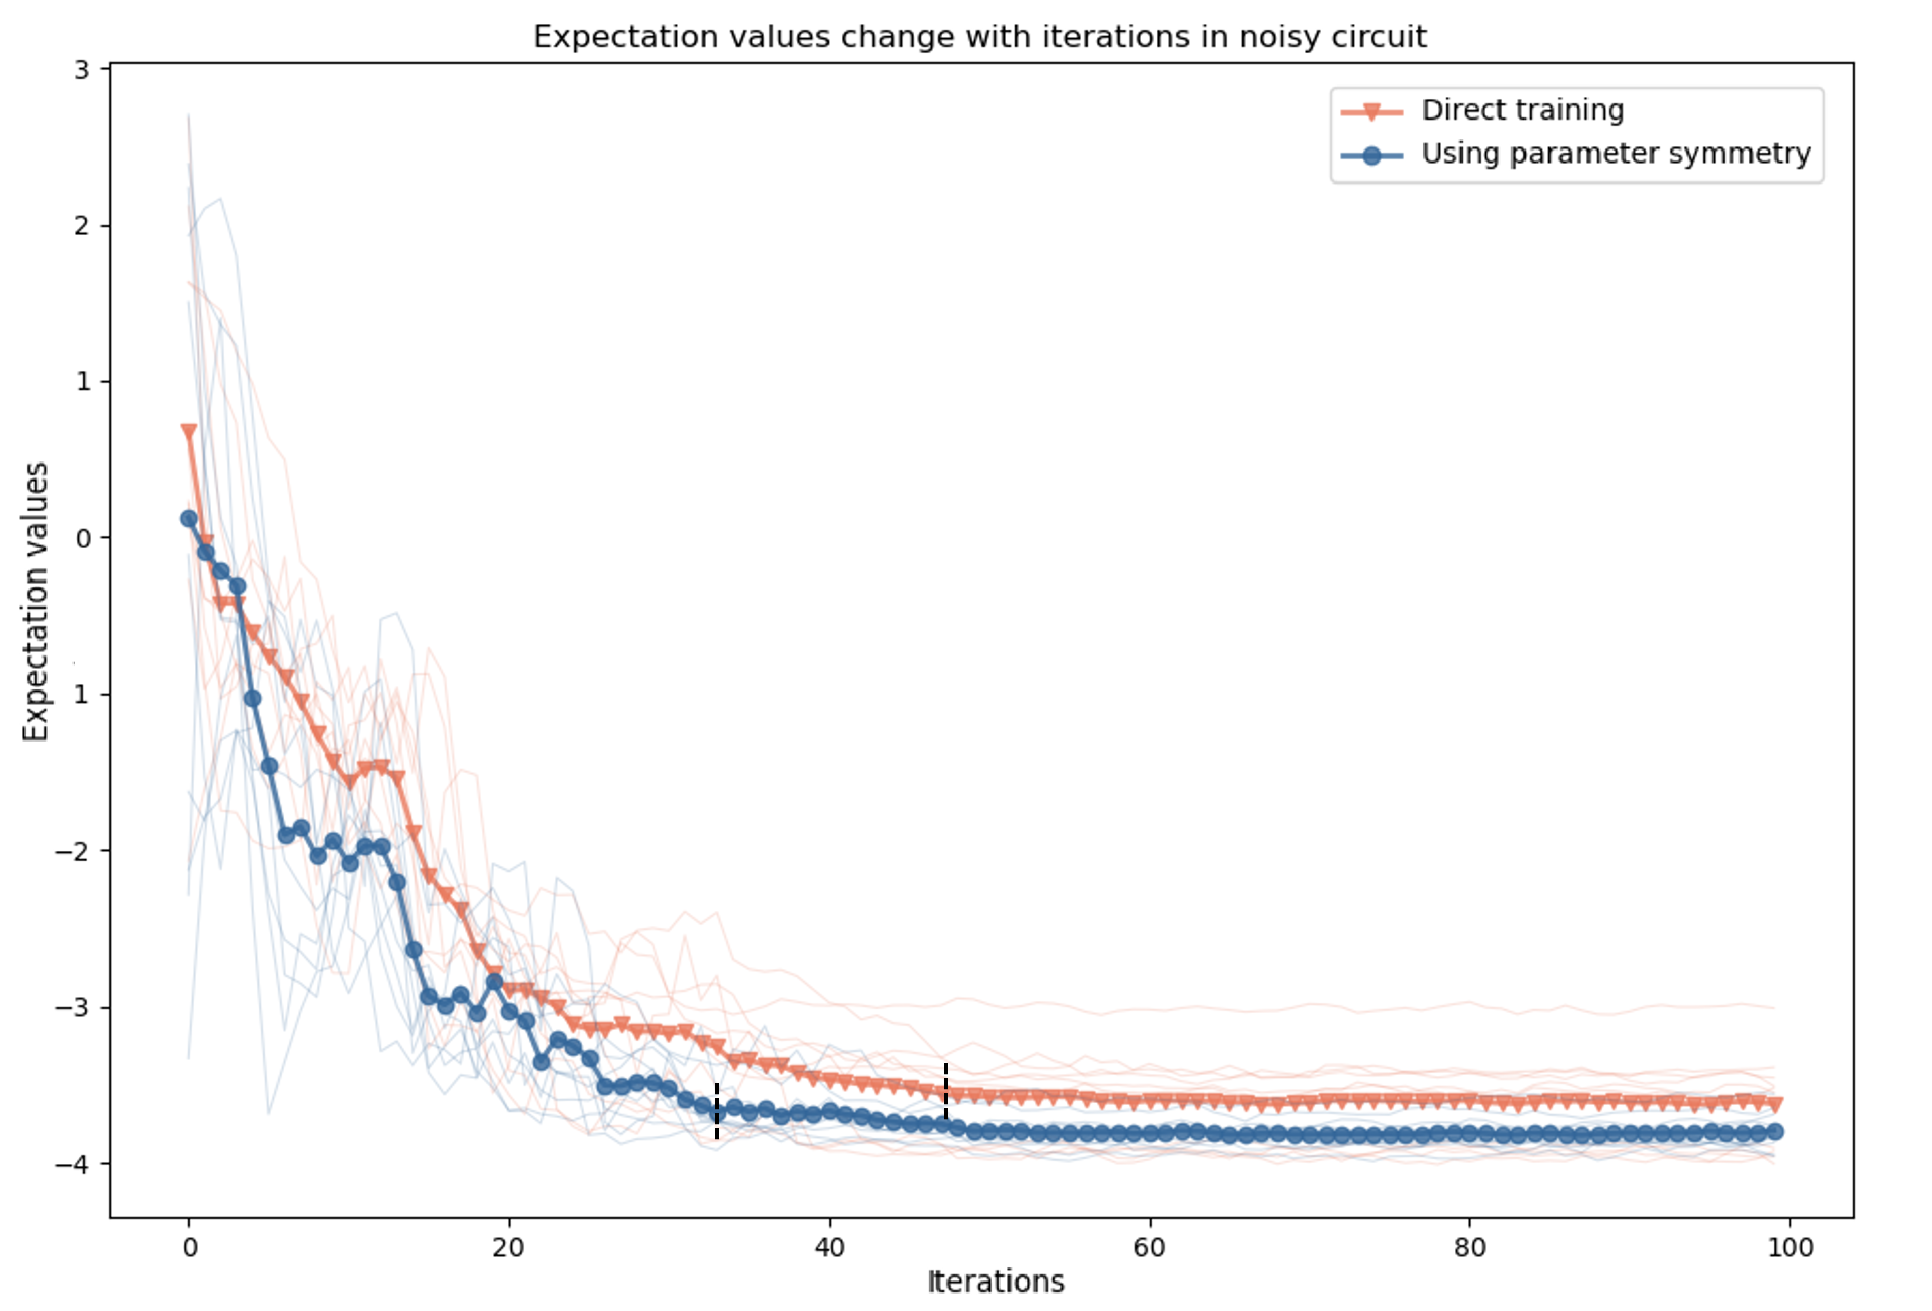 Expectation values change with iterations in noisy circuit
Direct training
Using parameter symmetry
Expectation values
3
2
1
0
1
−2
−3
−4
0
20
40
60
80
100
Iterations